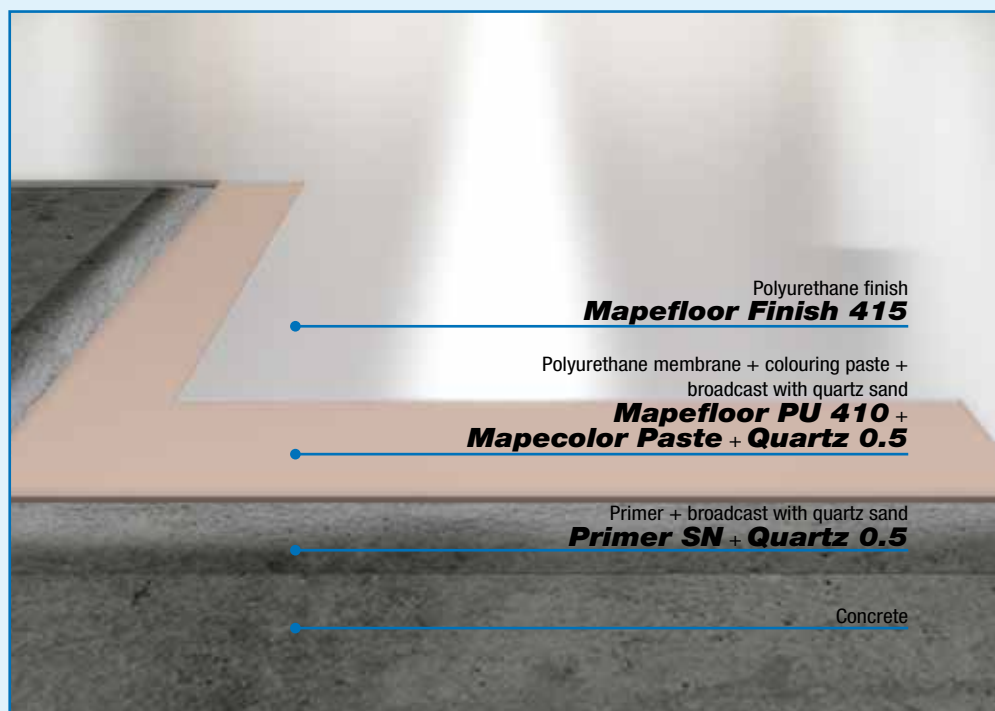 Polyurethane finish
Mapefloor Finish 415
Polyurethane membrane + colouring paste +
broadcast with quartz sand
Mapefloor PU 410 +
Mapecolor Paste + Quartz 0.5
Primer + broadcast with quartz sand
Primer SN + Quartz 0.5
Concrete